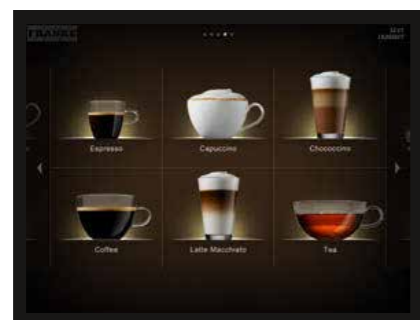 FRANKE
Espresso
Capuccino
Chococcino
Coffee
Latte Macchiato
Tea